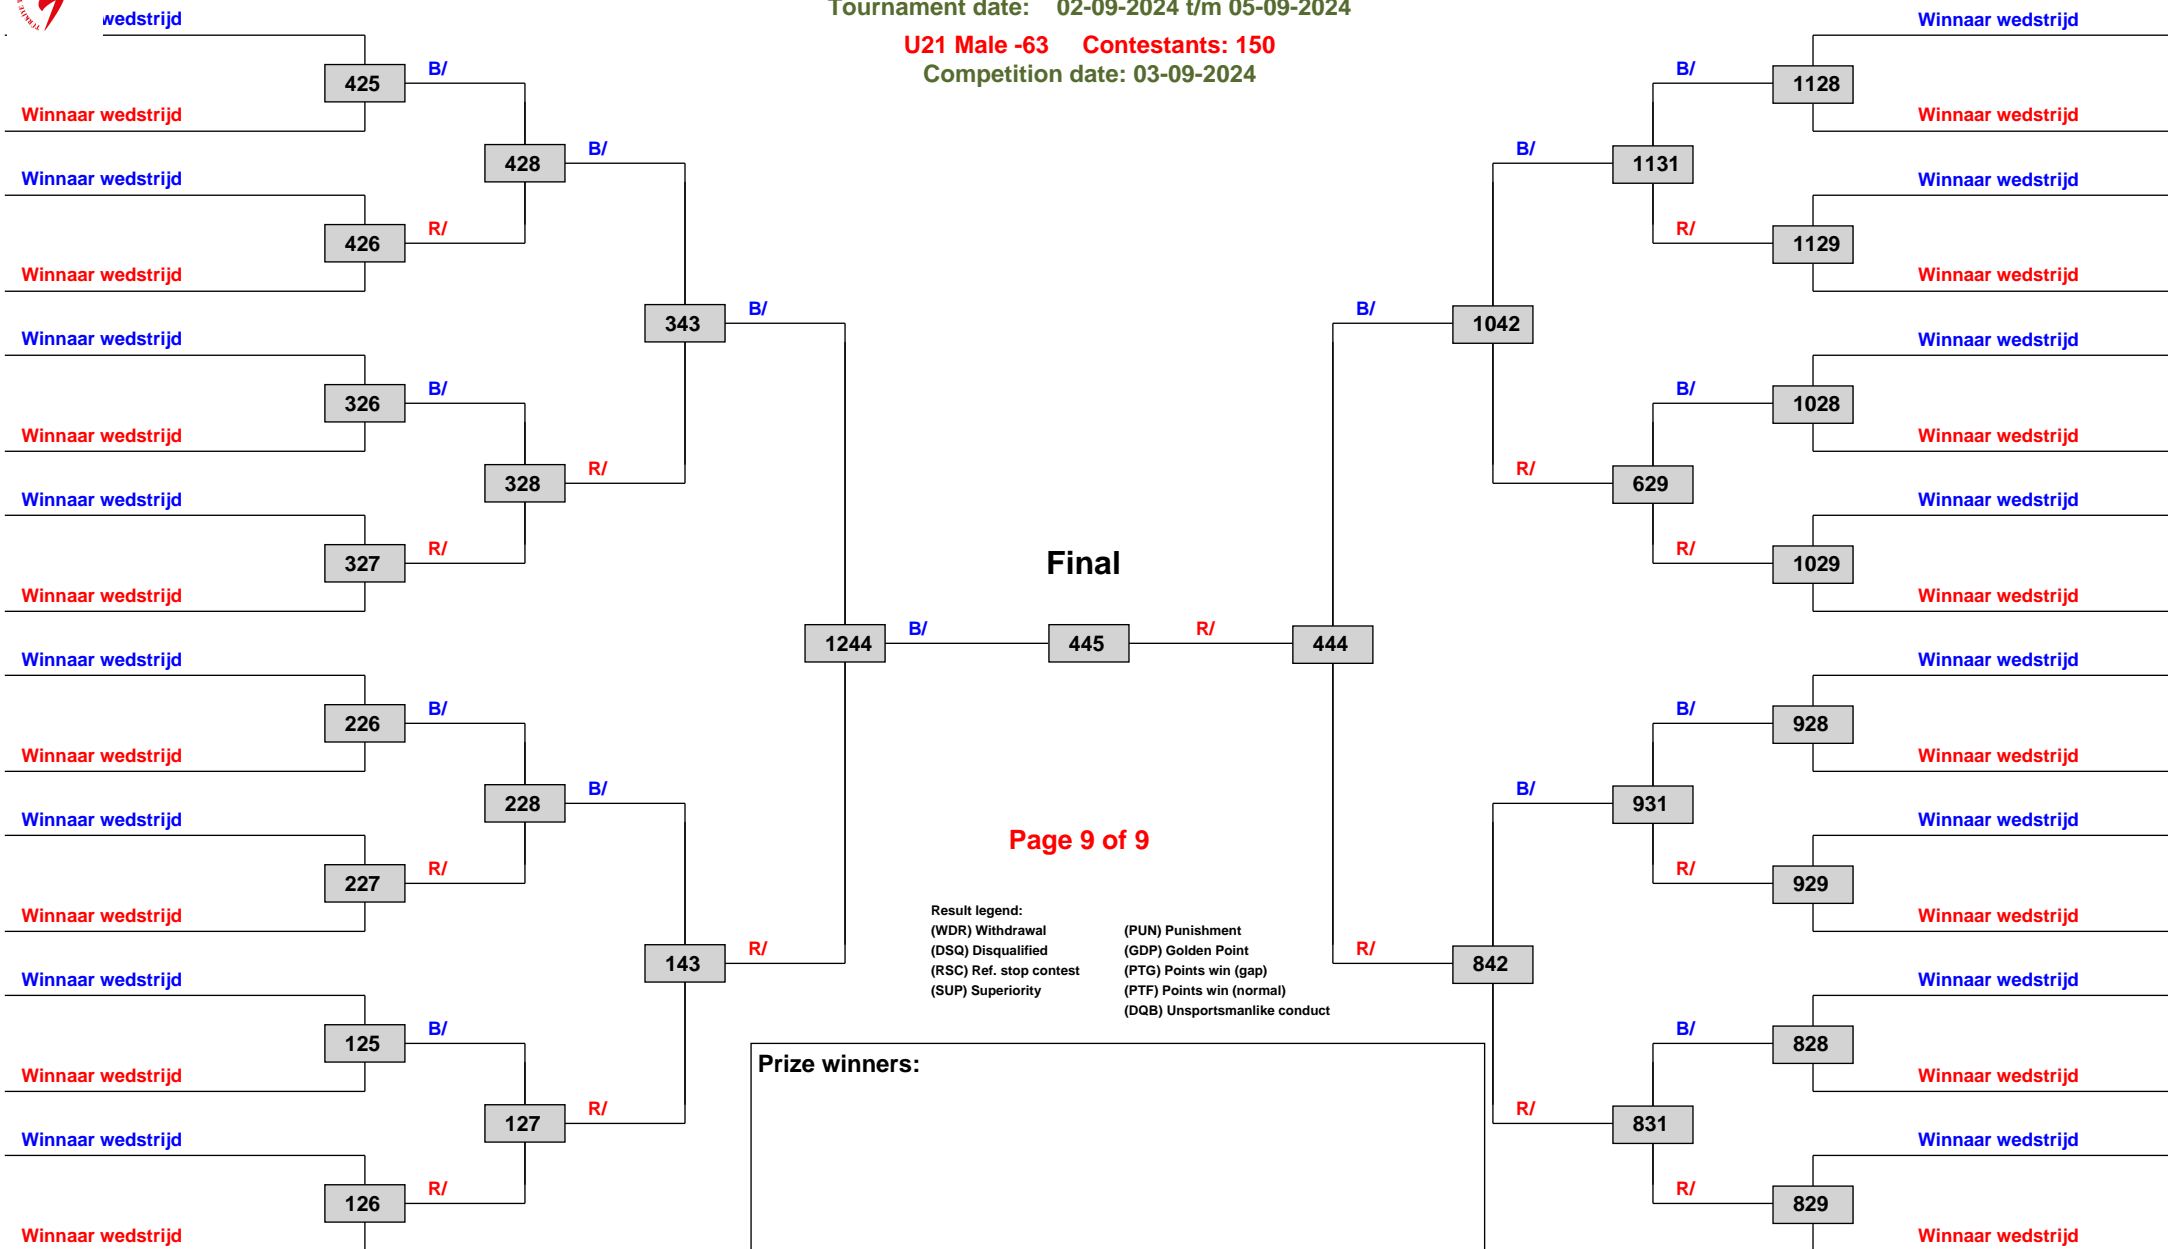 Tournament date: 02-09-2024 t/m 05-09-2024
U21 Male -63 Contestants: 150
Competition date: 03-09-2024
wedstrijd
425
B/
Winnaar wedstrijd
428
B/
Winnaar wedstrijd
426
R/
Winnaar wedstrijd
343
B/
Winnaar wedstrijd
326
B/
Winnaar wedstrijd
328
R/
Winnaar wedstrijd
327
R/
Winnaar wedstrijd
1244
B/
Winnaar wedstrijd
226
B/
Winnaar wedstrijd
228
B/
Winnaar wedstrijd
227
R/
Winnaar wedstrijd
143
R/
Winnaar wedstrijd
125
B/
Winnaar wedstrijd
127
R/
Winnaar wedstrijd
126
R/
Winnaar wedstrijd
Final
445
Page 9 of 9
Result legend:
(WDR) Withdrawal (PUN) Punishment
(DSQ) Disqualified (GDP) Golden Point
(RSC) Ref. stop contest (PTG) Points win (gap)
(SUP) Superiority (PTF) Points win (normal)
(DQB) Unsportsmanlike conduct
Prize winners:
Winnaar wedstrijd
B/
1128
Winnaar wedstrijd
B/
1131
Winnaar wedstrijd
R/
1129
Winnaar wedstrijd
B/
1042
Winnaar wedstrijd
B/
1028
Winnaar wedstrijd
R/
629
Winnaar wedstrijd
R/
1029
Winnaar wedstrijd
R/
444
Winnaar wedstrijd
B/
928
Winnaar wedstrijd
B/
931
Winnaar wedstrijd
R/
929
Winnaar wedstrijd
R/
842
Winnaar wedstrijd
B/
828
Winnaar wedstrijd
R/
831
Winnaar wedstrijd
R/
829
Winnaar wedstrijd